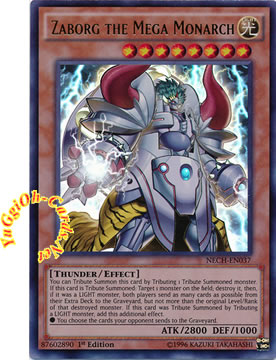 ZABORG THE MEGA MONARCH
光
NECH-EN037
[THUNDER/EFFECT]
You can Tribute Summon this card by Tributing 1 Tribute Summoned monster.
If this card is Tribute Summoned: Target 1 monster on the field; destroy it, then,
if it was a LIGHT monster, both players send as many cards as possible from
their Extra Deck to the Graveyard, but not more than the original Level/Rank
of that destroyed monster. If this card was Tribute Summoned by Tributing
a LIGHT monster, add this additional effect.
● You choose the cards your opponent sends to the Graveyard.
ATK/2800 DEF/1000
87602890 1st Edition ©1996 KAZUKI TAKAHASHI
YuGgiOh-Cards.Net